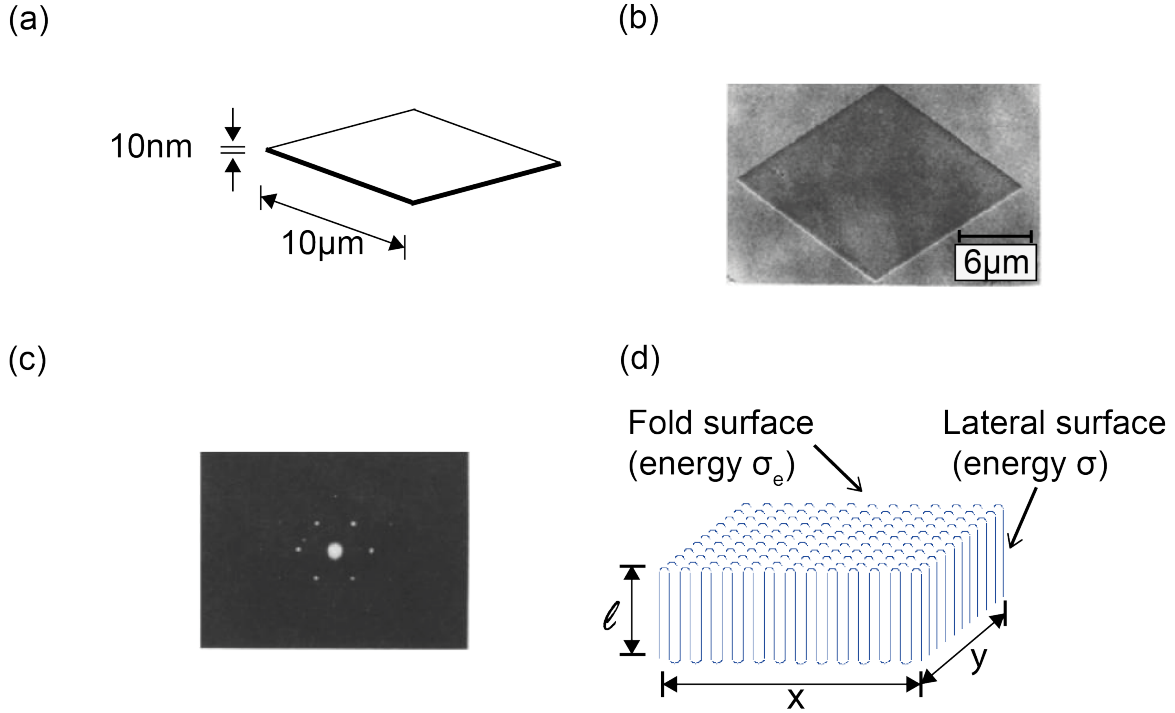 (a)
10nm
10μm
(b)
6μm
(c)
(d)
Fold surface
(energy σe)
Lateral surface
(energy σ)
ℓ
x
y